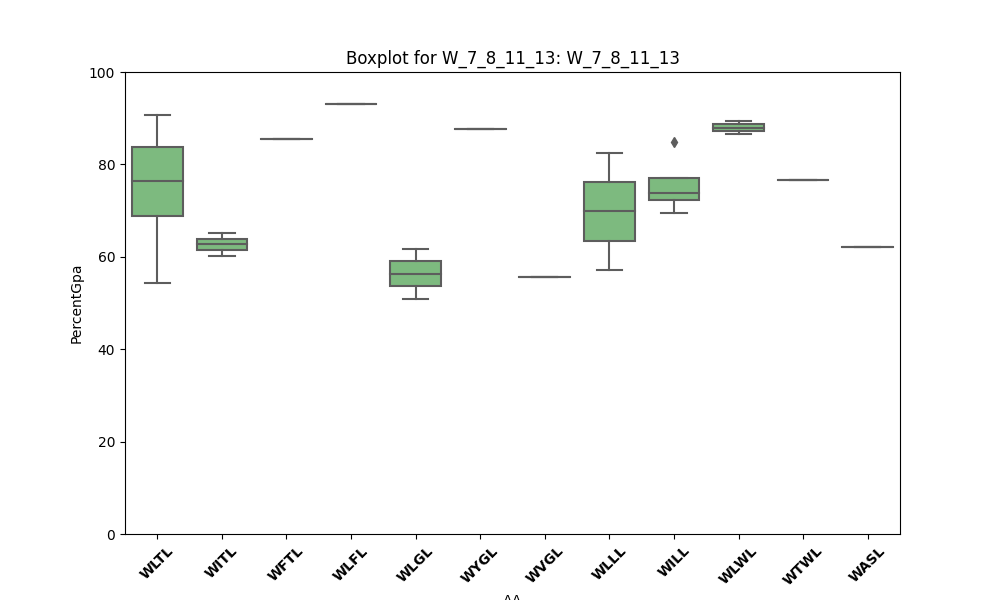 Boxplot for W_7_8_11_13: W_7_8_11_13
PercentGpa
100
80
60
40
20
0
WLTL
WITL
WFTL
WLFL
WLGL
WYGL
WVGL
WLLL
WILL
WLWL
WTWL
WASL
AA